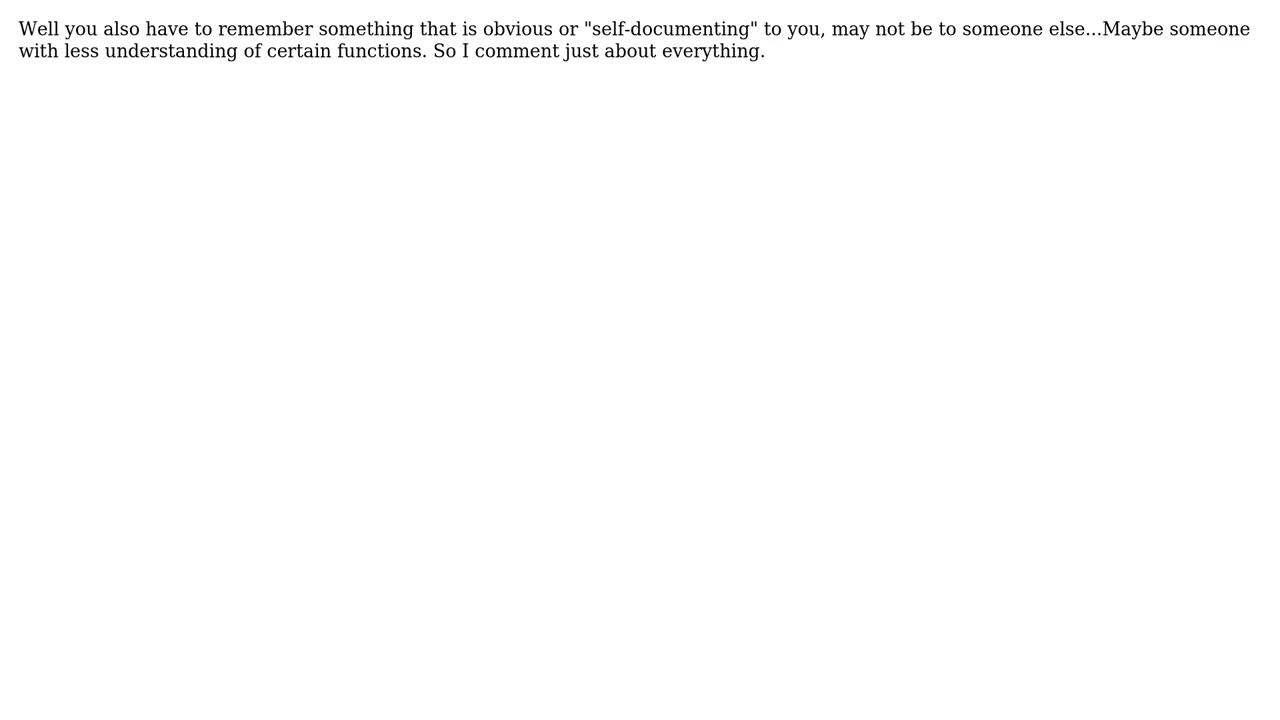 Well you also have to remember something that is obvious or "self-documenting" to you, may not be to someone else...Maybe someone
with less understanding of certain functions. So I comment just about everything.